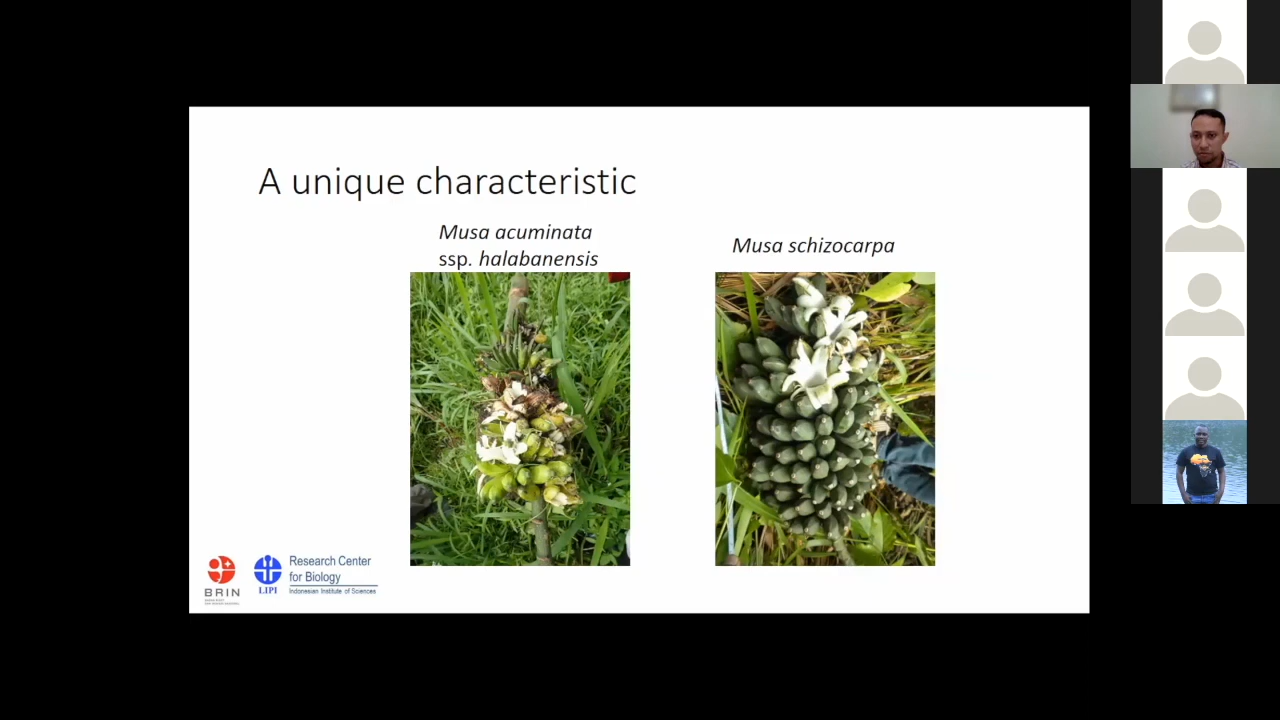 A unique characteristic
Musa acuminata
ssp. halabanensis
Musa schizocarpa
BRIN
LIPI
Research Center
for Biology
Indonesian Institute of Sciences